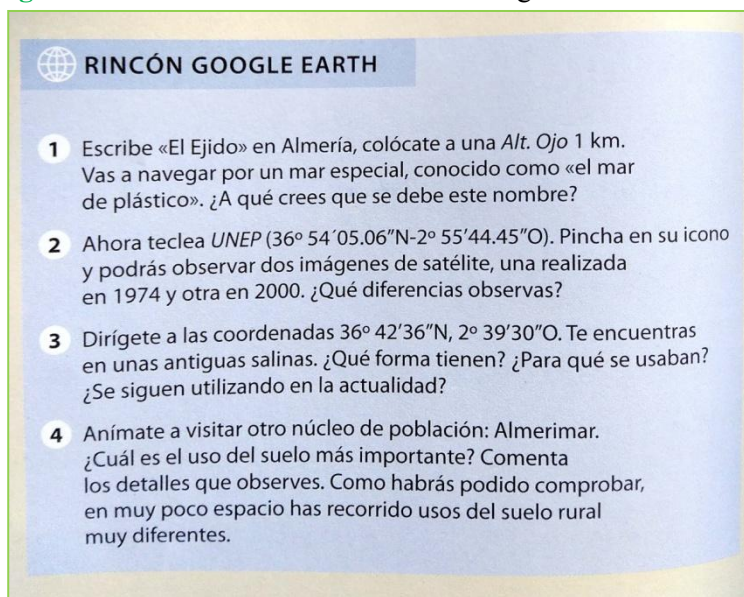 RINCÓN GOOGLE EARTH
1 Escribe «El Ejido» en Almería, colócate a una Alt. Ojo 1 km.
Vas a navegar por un mar especial, conocido como «el mar
de plástico». ¿A qué crees que se debe este nombre?
2 Ahora teclea UNEP (36º 54´05.06”N-2º 55’44.45”O). Pincha en su icono
y podrás observar dos imágenes de satélite, una realizada
en 1974 y otra en 2000. ¿Qué diferencias observas?
3 Dirígete a las coordenadas 36º 42’36”N, 2º 39’30”O. Te encuentras
en unas antiguas salinas. ¿Qué forma tienen? ¿Para qué se usaban?
¿Se siguen utilizando en la actualidad?
4 Anímate a visitar otro núcleo de población: Almerimar.
¿Cuál es el uso del suelo más importante? Comenta
los detalles que observes. Como habrás podido comprobar,
en muy poco espacio has recorrido usos del suelo rural
muy diferentes.